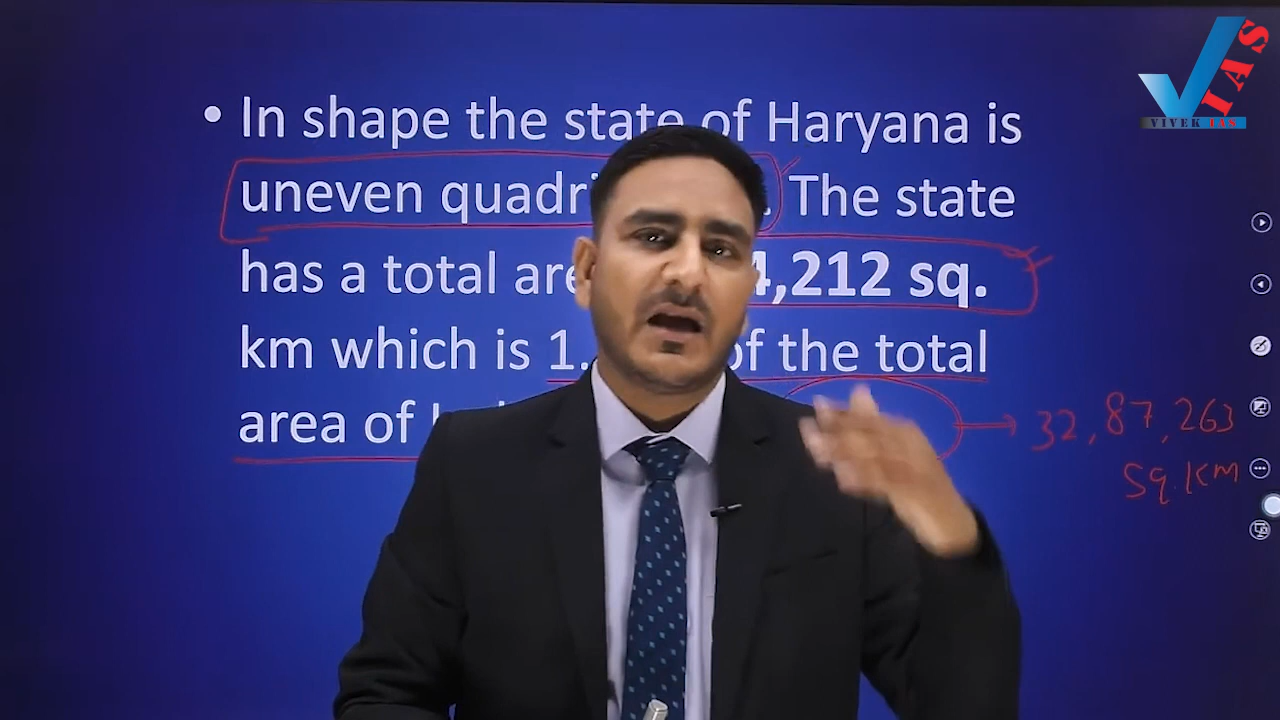 • In shape the state of Haryana is
uneven quadri . The state
has a total are 4,212 sq.
km which is 1. of the total
area of
32,87,263
Sq.Km
IAS
VIVEK IAS